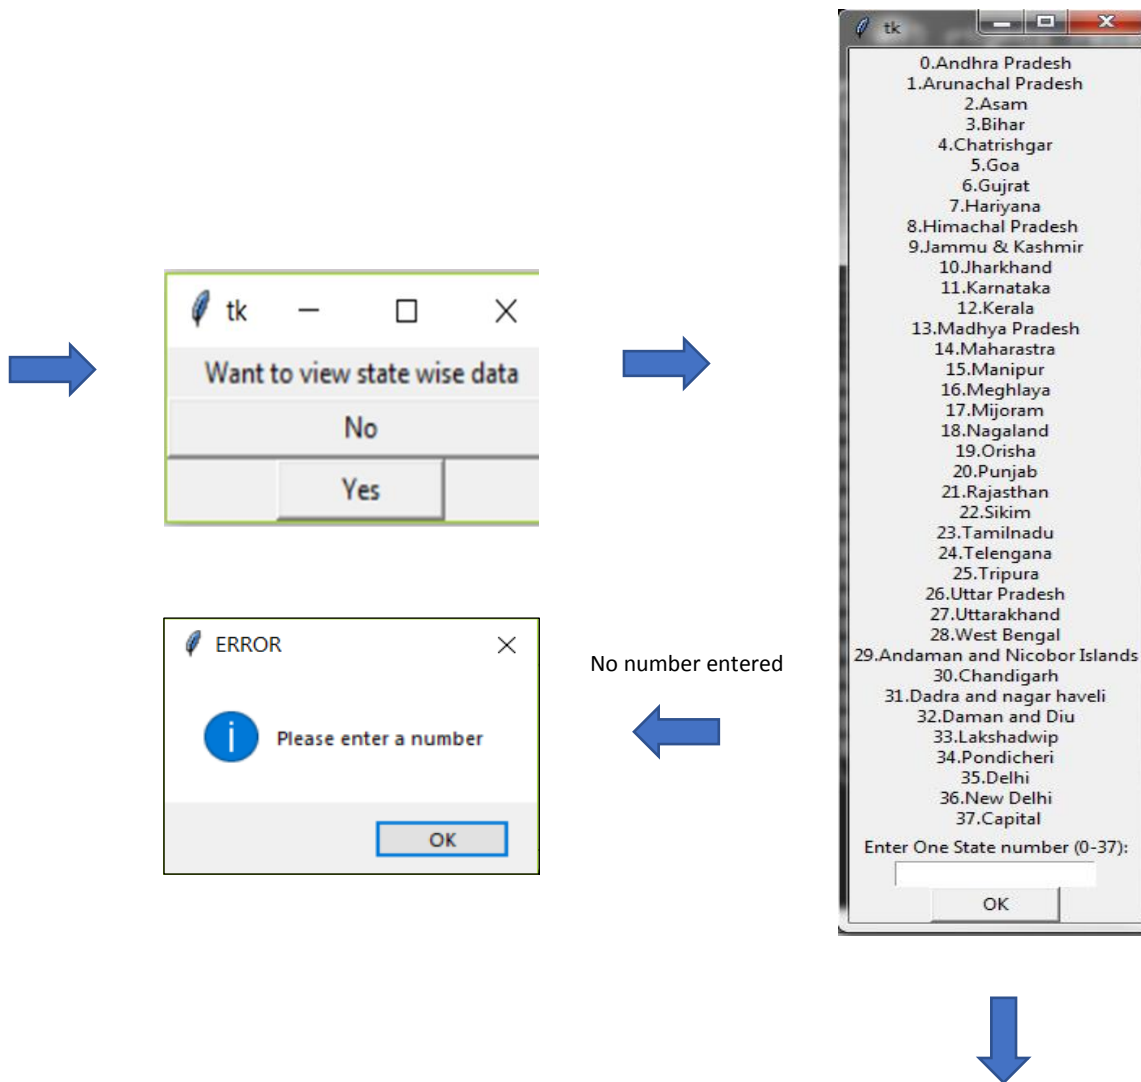 tk
Want to view state wise data
No
Yes
ERROR
Please enter a number
OK
No number entered
tk
0.Andhra Pradesh
1.Arunachal Pradesh
2.Asam
3.Bihar
4.Chatrishgar
5.Goa
6.Gujrat
7.Hariyana
8.Himachal Pradesh
9.Jammu & Kashmir
10.Jharkhand
11.Karnataka
12.Kerala
13.Madhya Pradesh
14.Maharastra
15.Manipur
16.Meghlaya
17.Mijoram
18.Nagaland
19.Orisha
20.Punjab
21.Rajasthan
22.Sikim
23.Tamilnadu
24.Telengana
25.Tripura
26.Uttar Pradesh
27.Uttarakhand
28.West Bengal
29.Andaman and Nicobor Islands
30.Chandigarh
31.Dadra and nagar haveli
32.Daman and Diu
33.Lakshadwip
34.Pondicheri
35.Delhi
36.New Delhi
37.Capital
Enter One State number (0-37):
OK